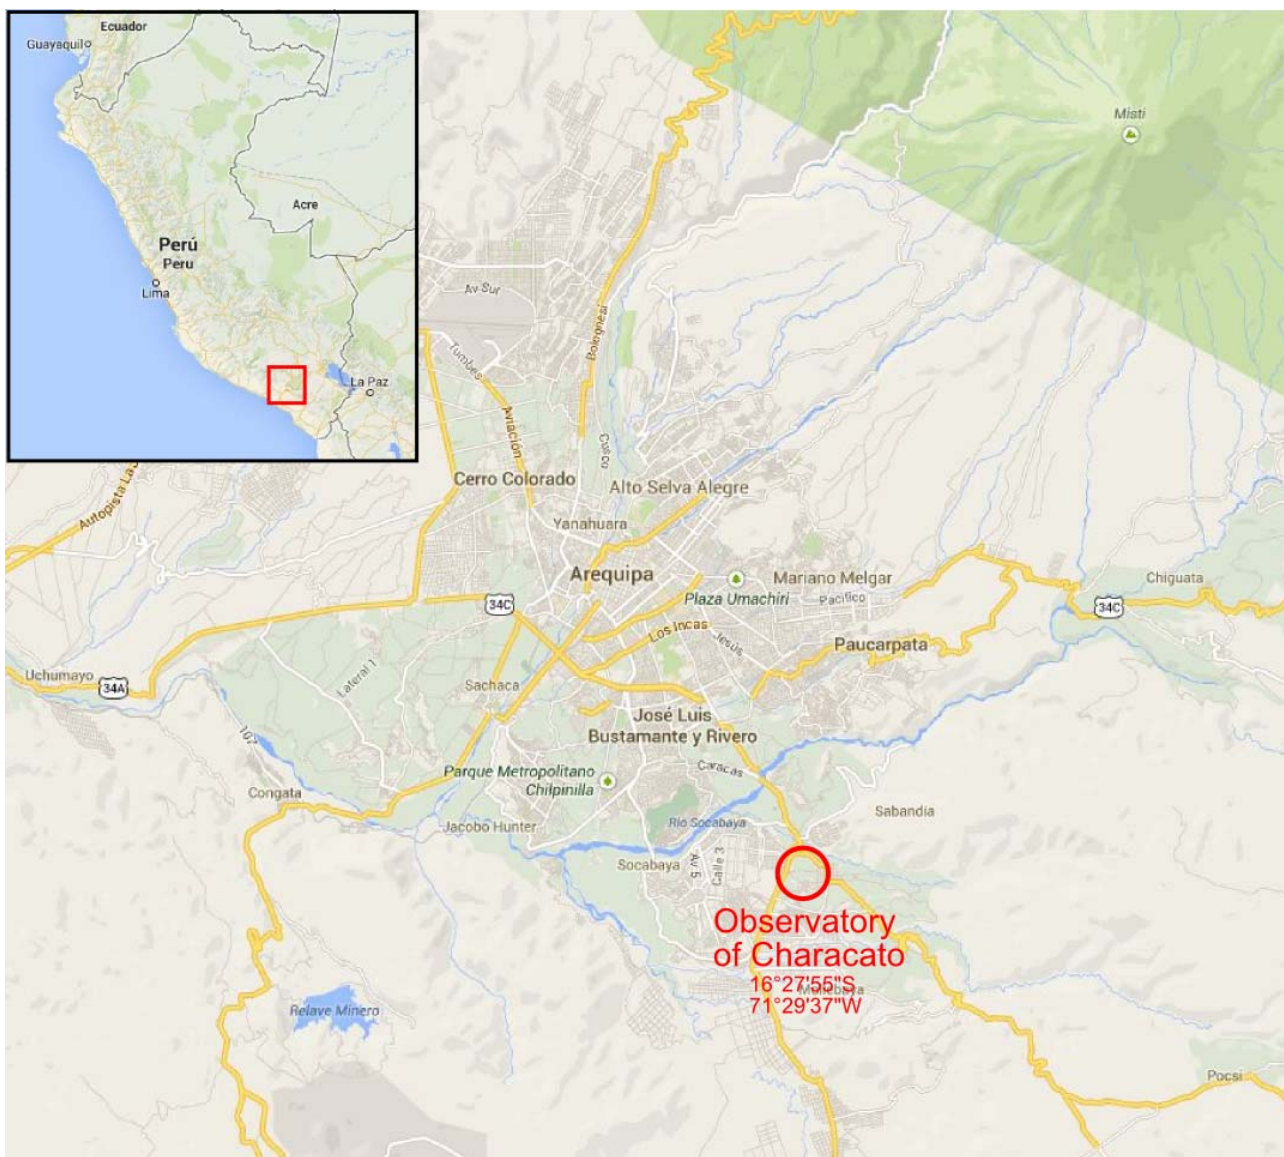 Ecuador
Guayaquil
Acre
Perú
Peru
Lima
La Paz
Misti
Av Sur
Bolognesi
Tumbes
Aviación
Cusco
Cerro Colorado
Alto Selva Alegre
Autopista La
Yanahuara
Arequipa
Mariano Melgar
Chiguata
Plaza Umachiri
Pacífico
34C
34C
Los Incas
Jesús
Paucarpata
Uchumayo
Lateral 1
34A
Sachaca
José Luis
Bustamante y Rivero
107
Caracas
Parque Metropolitano
Chilpinilla
Congata
Sabandia
Jacobo Hunter
Rio Socabaya
Socabaya
Av 5
Calle 3
Observatory
of Characato
16°27'55"S
71°29'37"W
Relave Minero
Pocsi